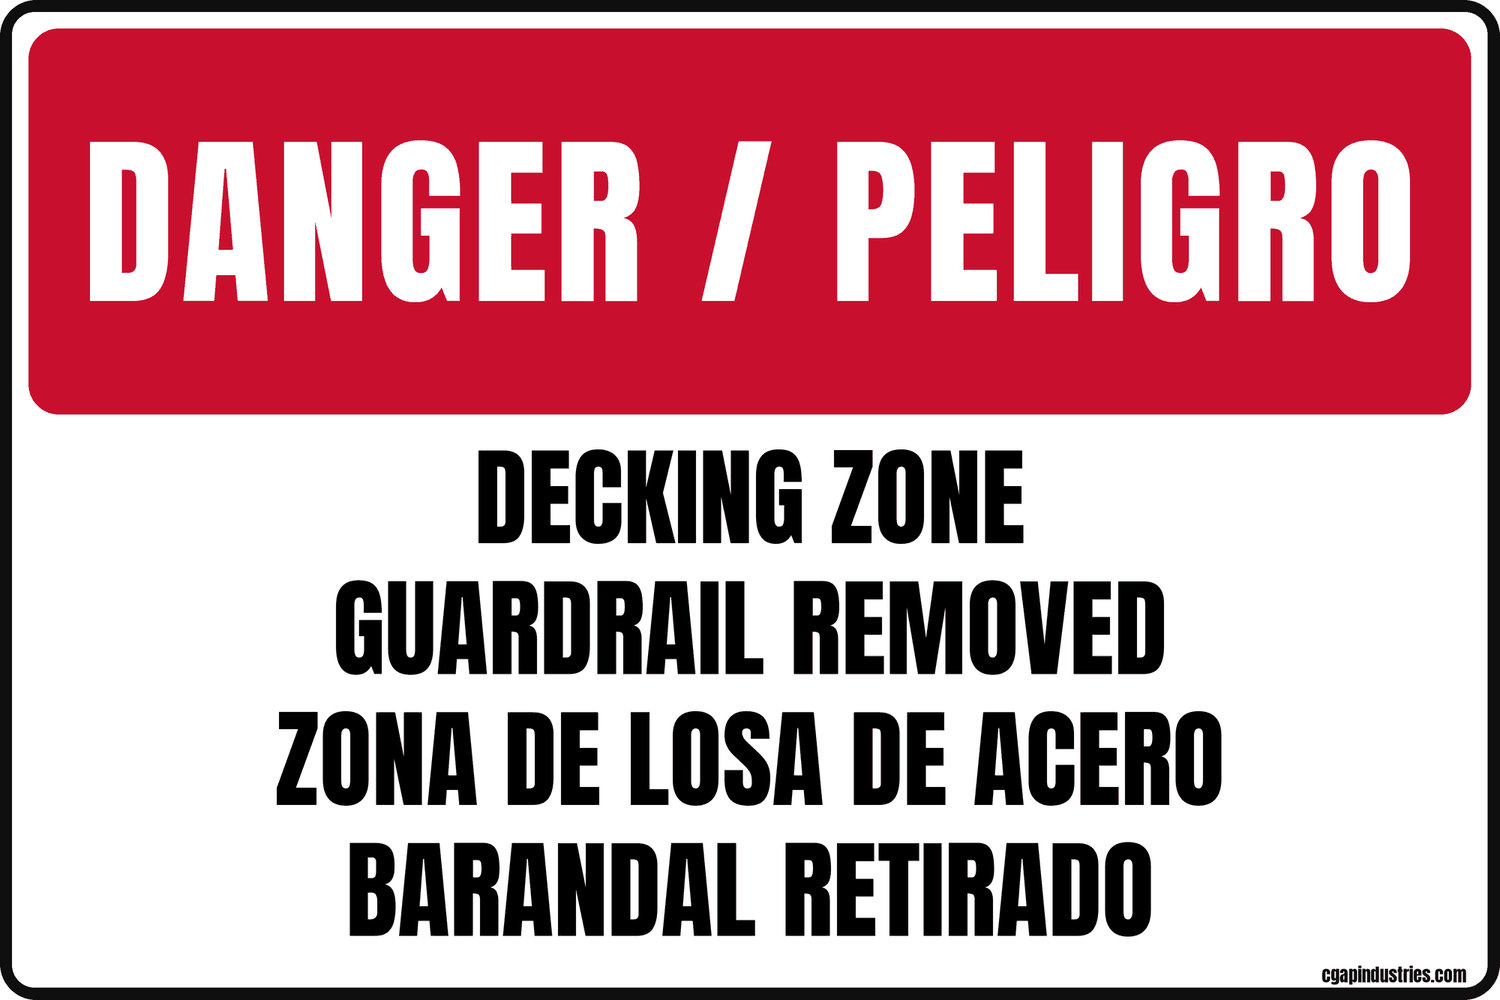 DANGER / PELIGRO
DECKING ZONE
GUARDRAIL REMOVED
ZONA DE LOSA DE ACERO
BARANDAL RETIRADO
cgapindustries.com